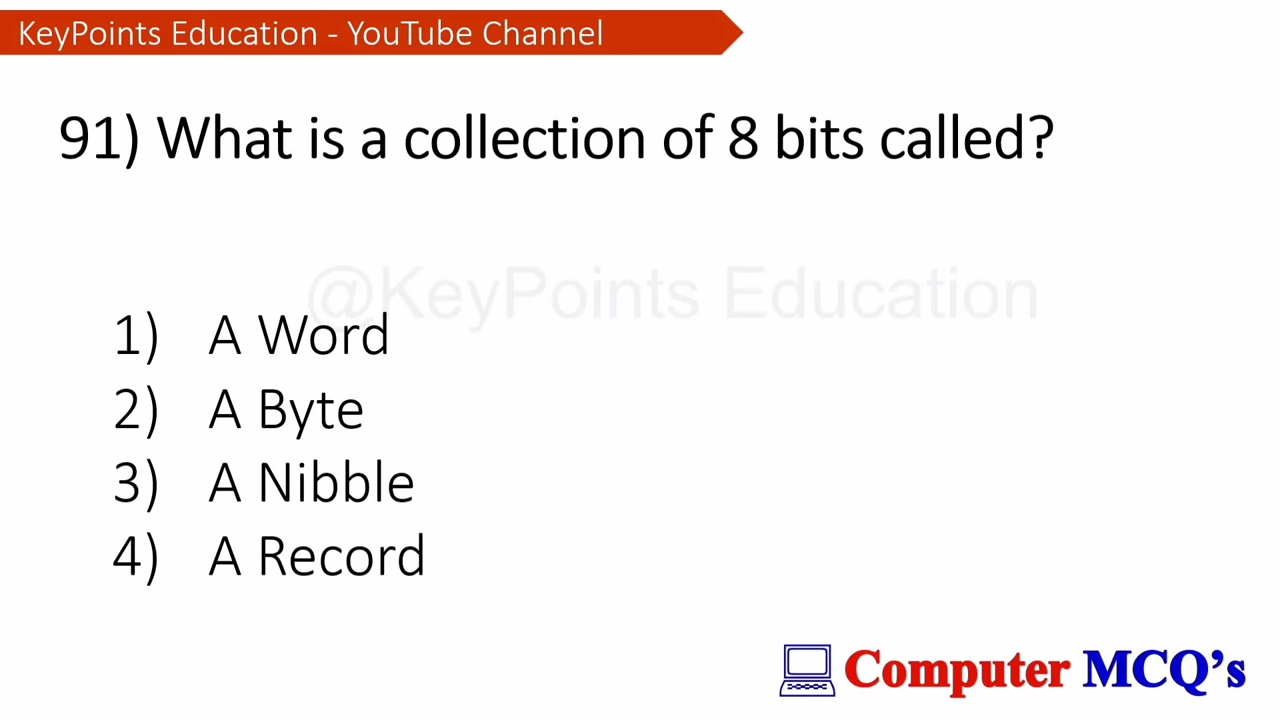 KeyPoints Education - YouTube Channel
91) What is a collection of 8 bits called?
@KeyPoints Education
1) A Word
2) A Byte
3) A Nibble
4) A Record
Computer MCQ's